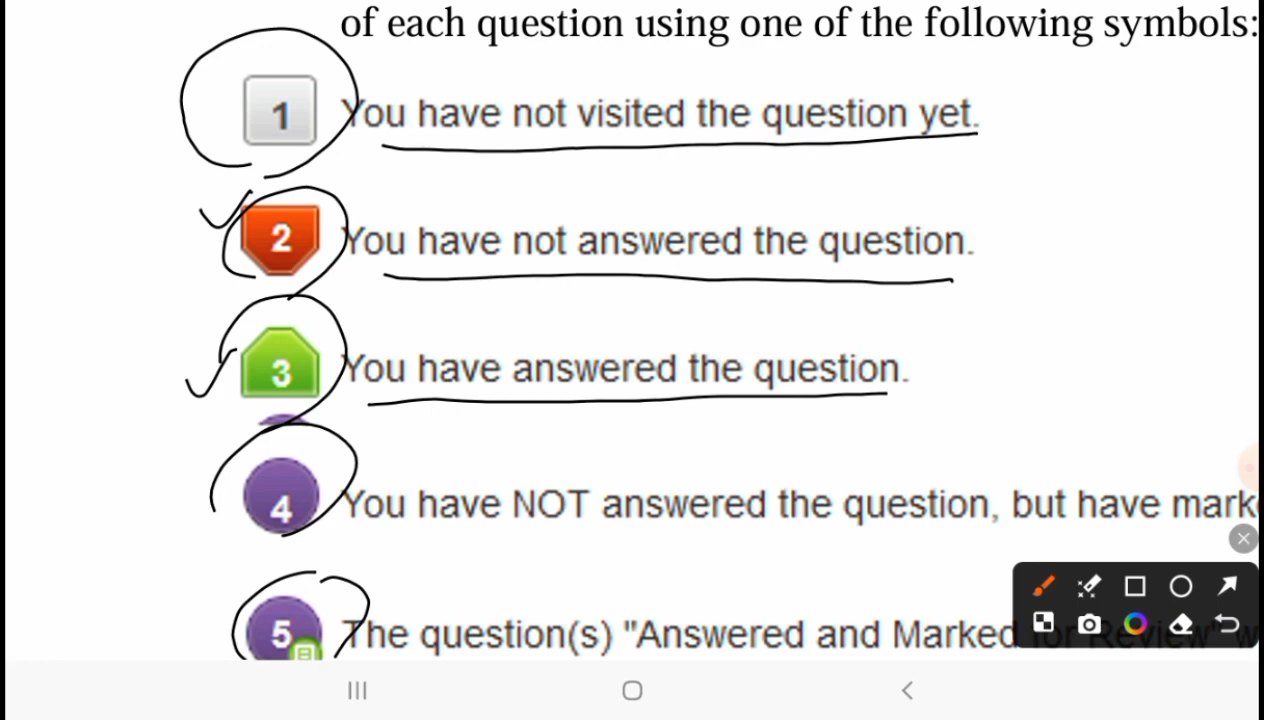 of each question using one of the following symbols:
1 You have not visited the question yet.
2 You have not answered the question.
3 You have answered the question.
4 You have NOT answered the question, but have mark
5 The question(s) "Answered and Marked for Review" w